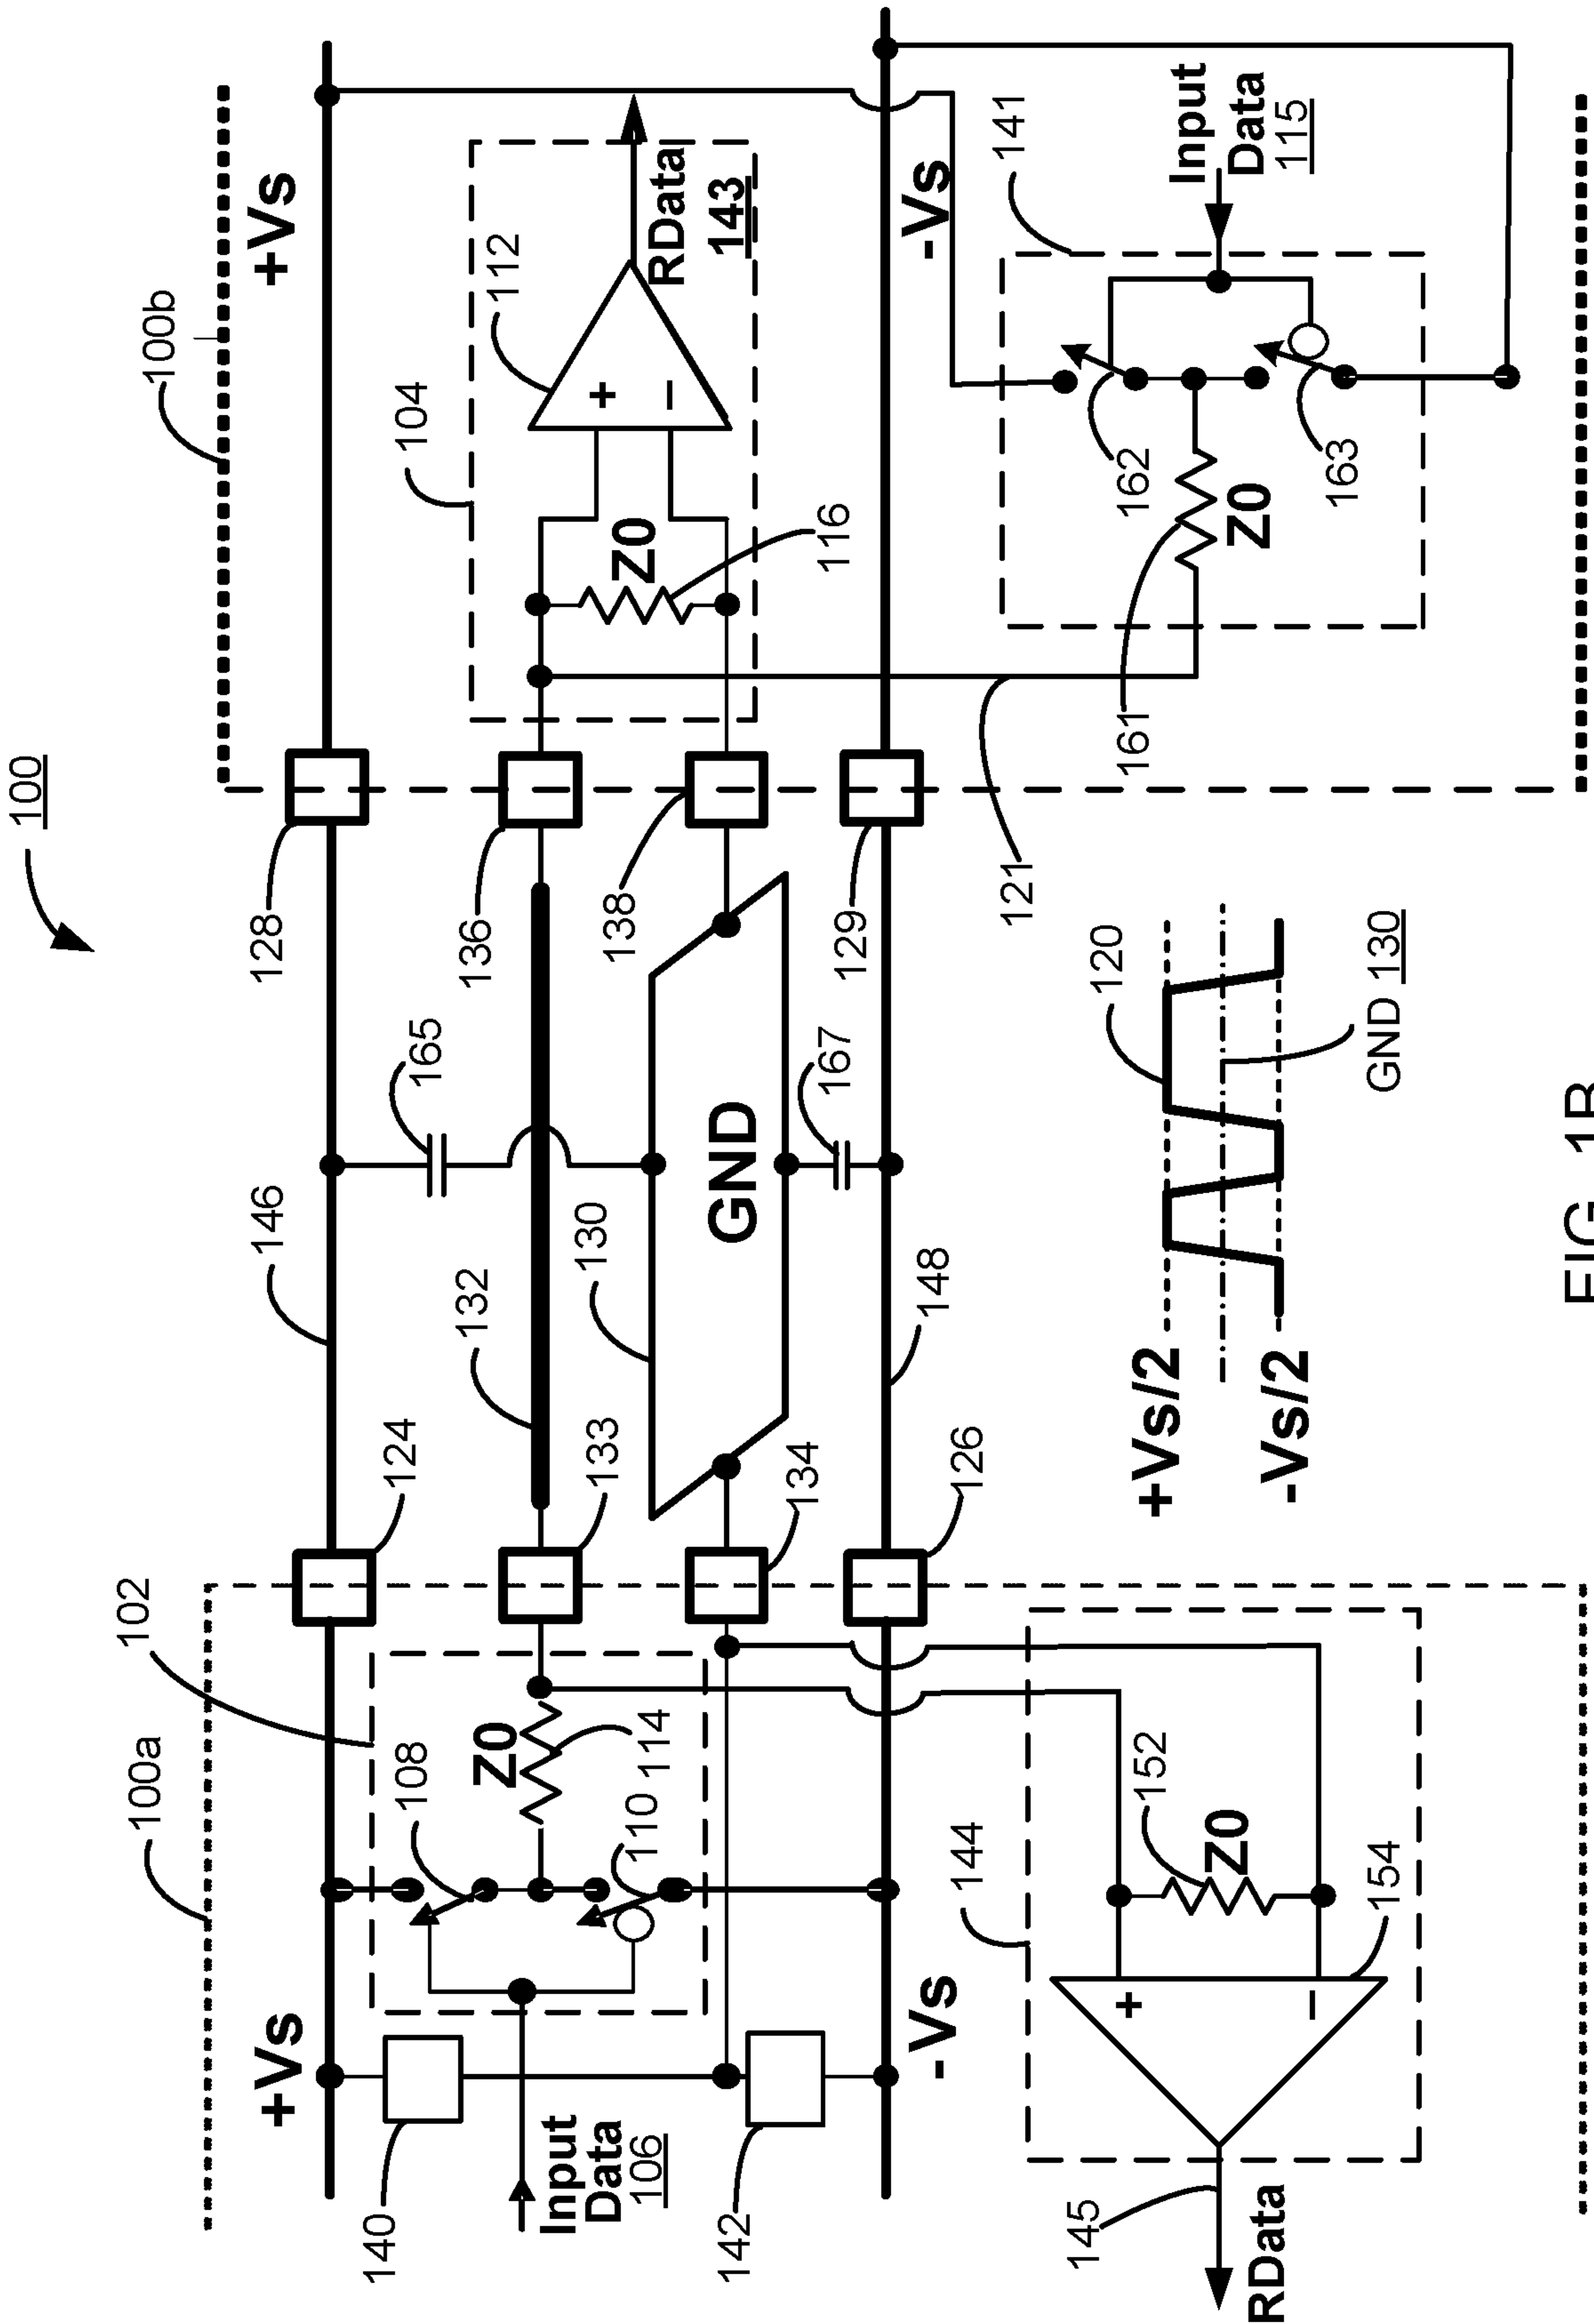 100
100a
100b
102
+Vs
+Vs
124
146
128
140
108
Z0
114
110
133
132
165
136
104
112
Z0
116
+
−
RData
143
Input
Data
106
130
GND
134
138
142
-Vs
-Vs
126
148
167
129
141
144
152
Z0
154
+
−
145
RData
+Vs/2
-Vs/2
120
GND 130
121
161
Z0
162
163
Input
Data
115
FIG. 1B